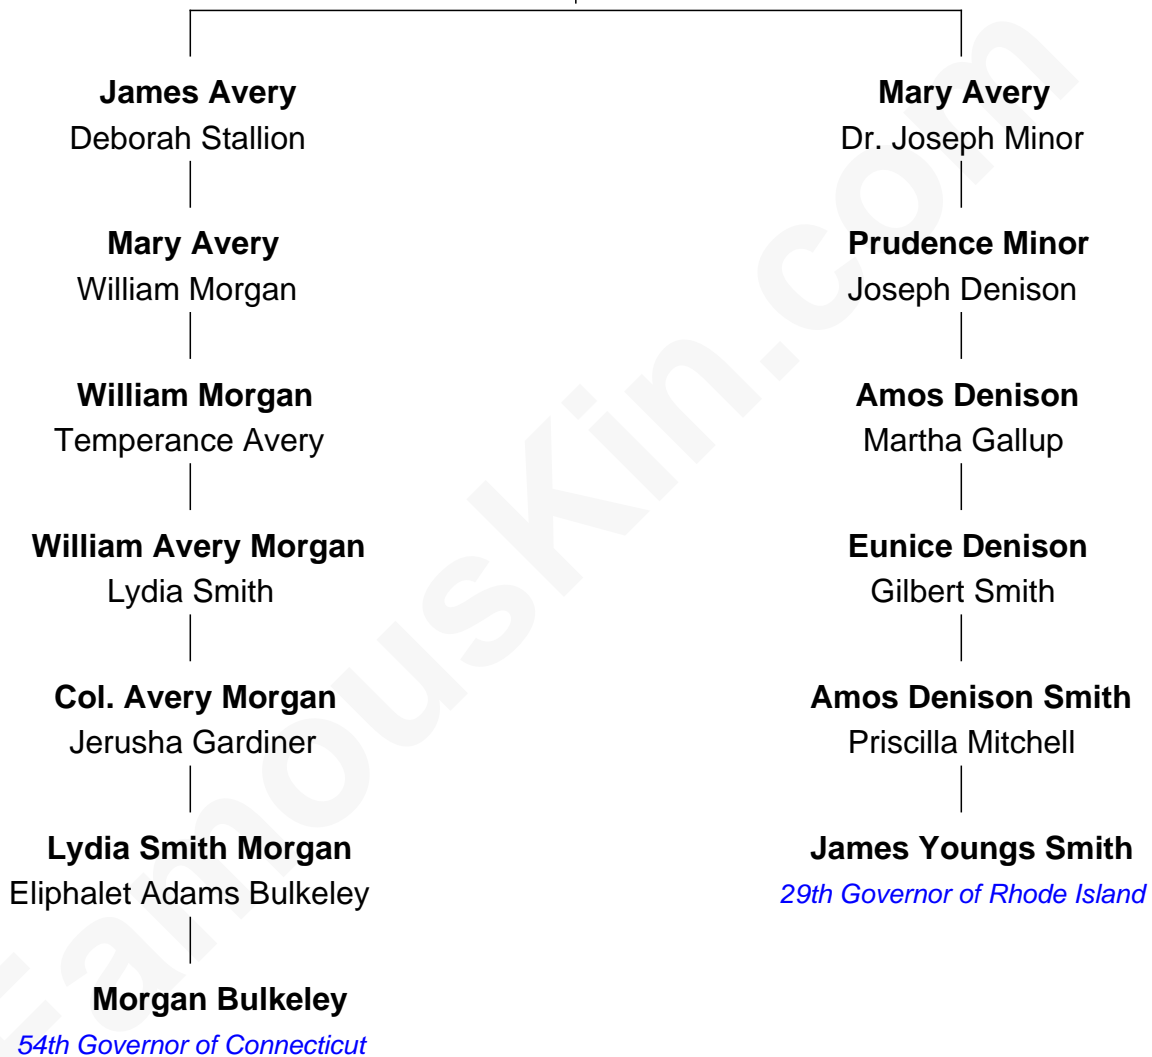 James Avery
Deborah Stallion
Mary Avery
William Morgan
William Morgan
Temperance Avery
William Avery Morgan
Lydia Smith
Col. Avery Morgan
Jerusha Gardiner
Lydia Smith Morgan
Eliphalet Adams Bulkeley
Morgan Bulkeley
54th Governor of Connecticut
Mary Avery
Dr. Joseph Minor
Prudence Minor
Joseph Denison
Amos Denison
Martha Gallup
Eunice Denison
Gilbert Smith
Amos Denison Smith
Priscilla Mitchell
James Youngs Smith
29th Governor of Rhode Island
FamousKin.com